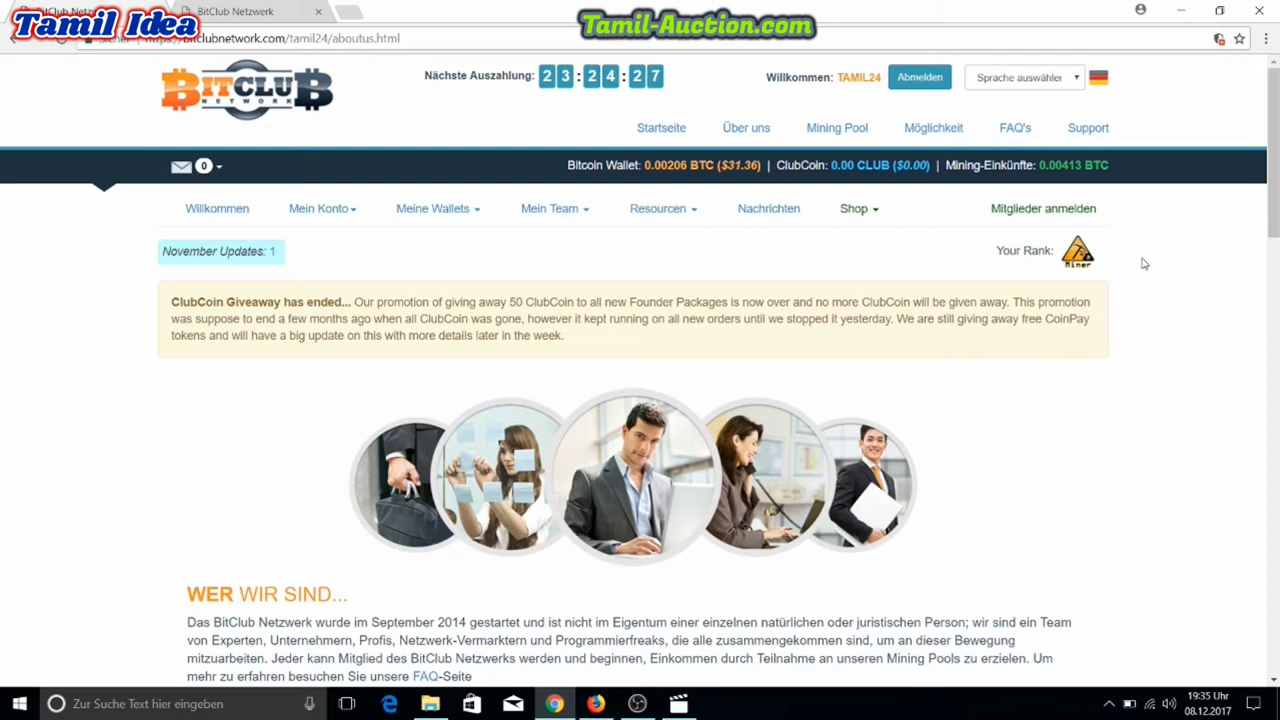 BitClub Netzwerk
Tamil Idea
Tamil-Auction.com
bitclubnetwork.com/tamil24/aboutus.html
BITCLUB
NETWORK
Nächste Auszahlung: 23:24:27
Willkommen: TAMIL24 Abmelden Sprache auswähler
Startseite Über uns Mining Pool Möglichkeit FAQ's Support
0 Bitcoin Wallet: 0.00206 BTC ($31.36) | ClubCoin: 0.00 CLUB ($0.00) | Mining-Einkünfte: 0.00413 BTC
Willkommen Mein Konto Meine Wallets Mein Team Resourcen Nachrichten Shop Mitglieder anmelden
November Updates: 1 Your Rank:
Miner
ClubCoin Giveaway has ended... Our promotion of giving away 50 ClubCoin to all new Founder Packages is now over and no more ClubCoin will be given away. This promotion
was suppose to end a few months ago when all ClubCoin was gone, however it kept running on all new orders until we stopped it yesterday. We are still giving away free CoinPay
tokens and will have a big update on this with more details later in the week.
WER WIR SIND...
Das BitClub Netzwerk wurde im September 2014 gestartet und ist nicht im Eigentum einer einzelnen natürlichen oder juristischen Person; wir sind ein Team
von Experten, Unternehmern, Profis, Netzwerk-Vermarktern und Programmierfreaks, die alle zusammengekommen sind, um an dieser Bewegung
mitzuarbeiten. Jeder kann Mitglied des BitClub Netzwerks werden und beginnen, Einkommen durch Teilnahme an unseren Mining Pools zu erzielen. Um
mehr zu erfahren besuchen Sie unsere FAQ-Seite
Zur Suche Text hier eingeben
19:35 Uhr
08.12.2017